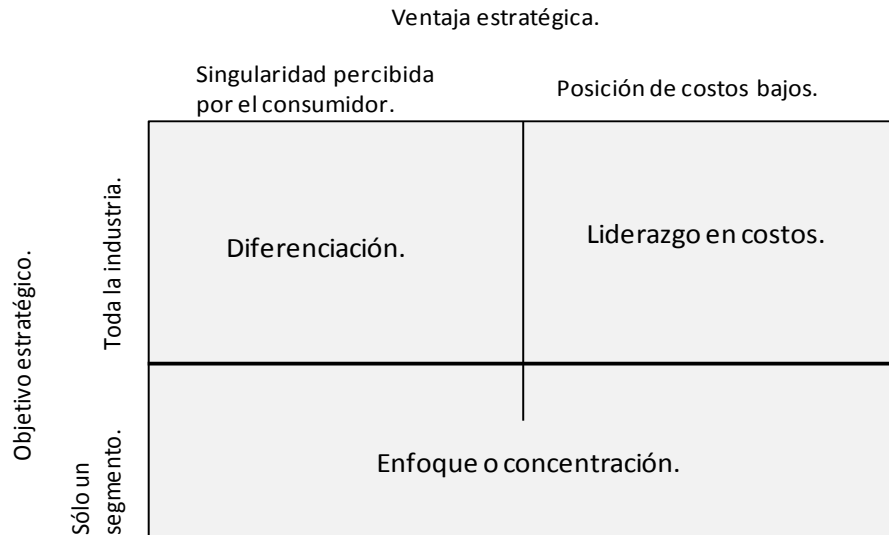 Ventaja estratégica.
Singularidad percibida
por el consumidor.
Posición de costos bajos.
Objetivo estratégico.
Toda la industria.
Diferenciación.
Liderazgo en costos.
Sólo un
segmento.
Enfoque o concentración.